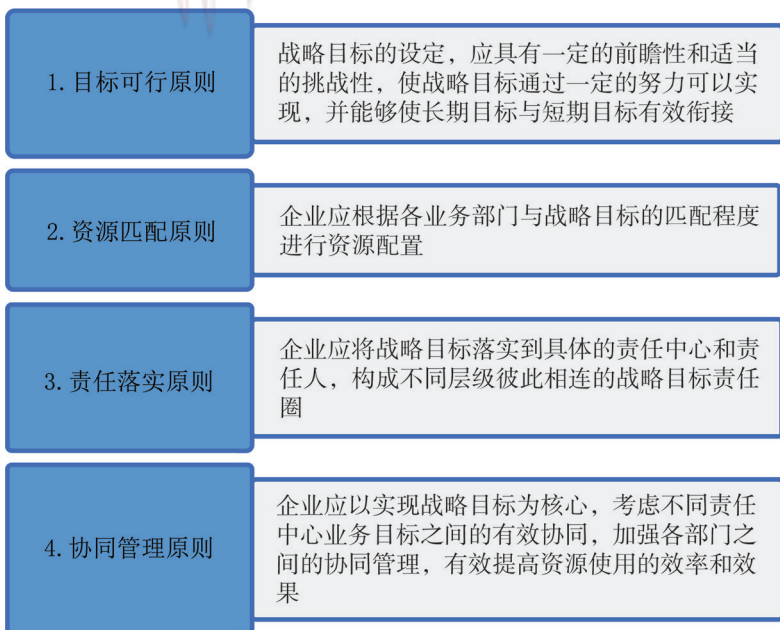 1. 目标可行原则
战略目标的设定，应具有一定的前瞻性和适当
的挑战性，使战略目标通过一定的努力可以实
现，并能够使长期目标与短期目标有效衔接
2. 资源匹配原则
企业应根据各业务部门与战略目标的匹配程度
进行资源配置
3. 责任落实原则
企业应将战略目标落实到具体的责任中心和责
任人，构成不同层级彼此相连的战略目标责任
圈
4. 协同管理原则
企业应以实现战略目标为核心，考虑不同责任
中心业务目标之间的有效协同，加强各部门之
间的协同管理，有效提高资源使用的效率和效
果